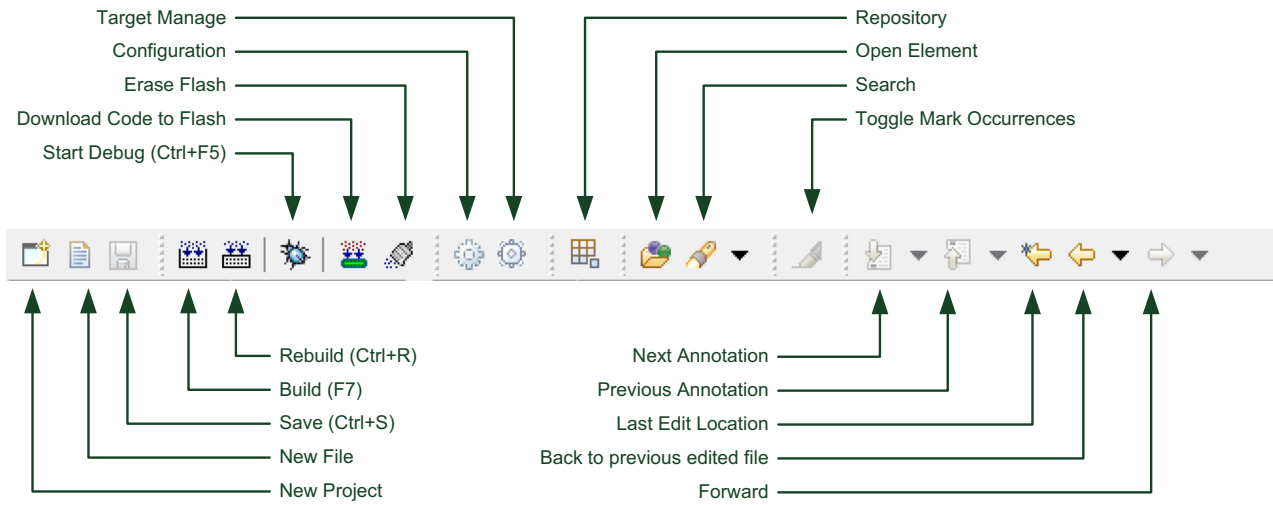 Target Manage
Configuration
Erase Flash
Download Code to Flash
Start Debug (Ctrl+F5)
Repository
Open Element
Search
Toggle Mark Occurrences
Rebuild (Ctrl+R)
Build (F7)
Save (Ctrl+S)
New File
New Project
Next Annotation
Previous Annotation
Last Edit Location
Back to previous edited file
Forward